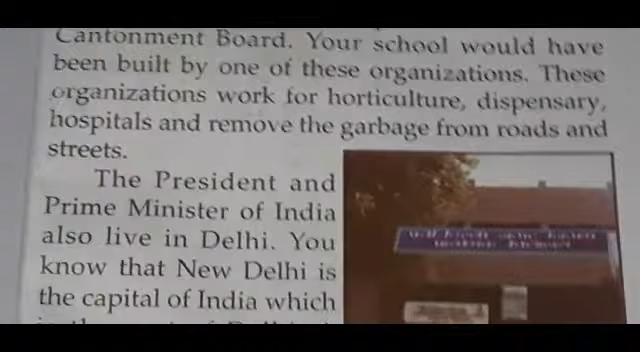 Cantonment Board. Your school would have
been built by one of these organizations. These
organizations work for horticulture, dispensary,
hospitals and remove the garbage from roads and
streets.
The President and
Prime Minister of India
also live in Delhi. You
know that New Delhi is
the capital of India which